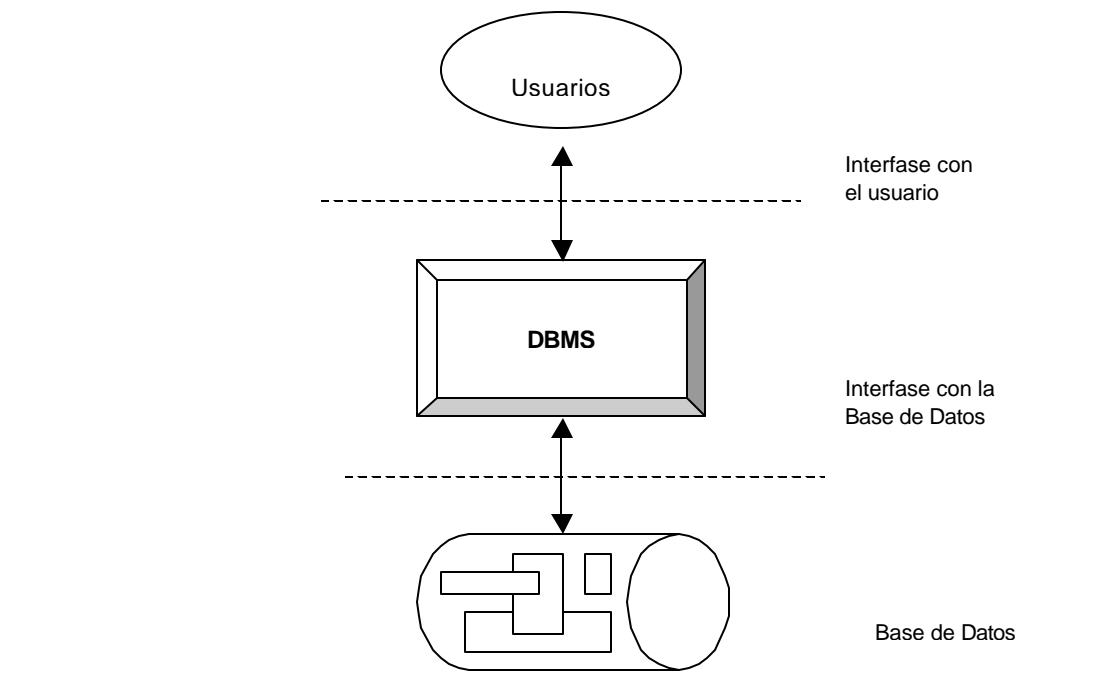 Usuarios
Interfase con
el usuario
DBMS
Interfase con la
Base de Datos
Base de Datos